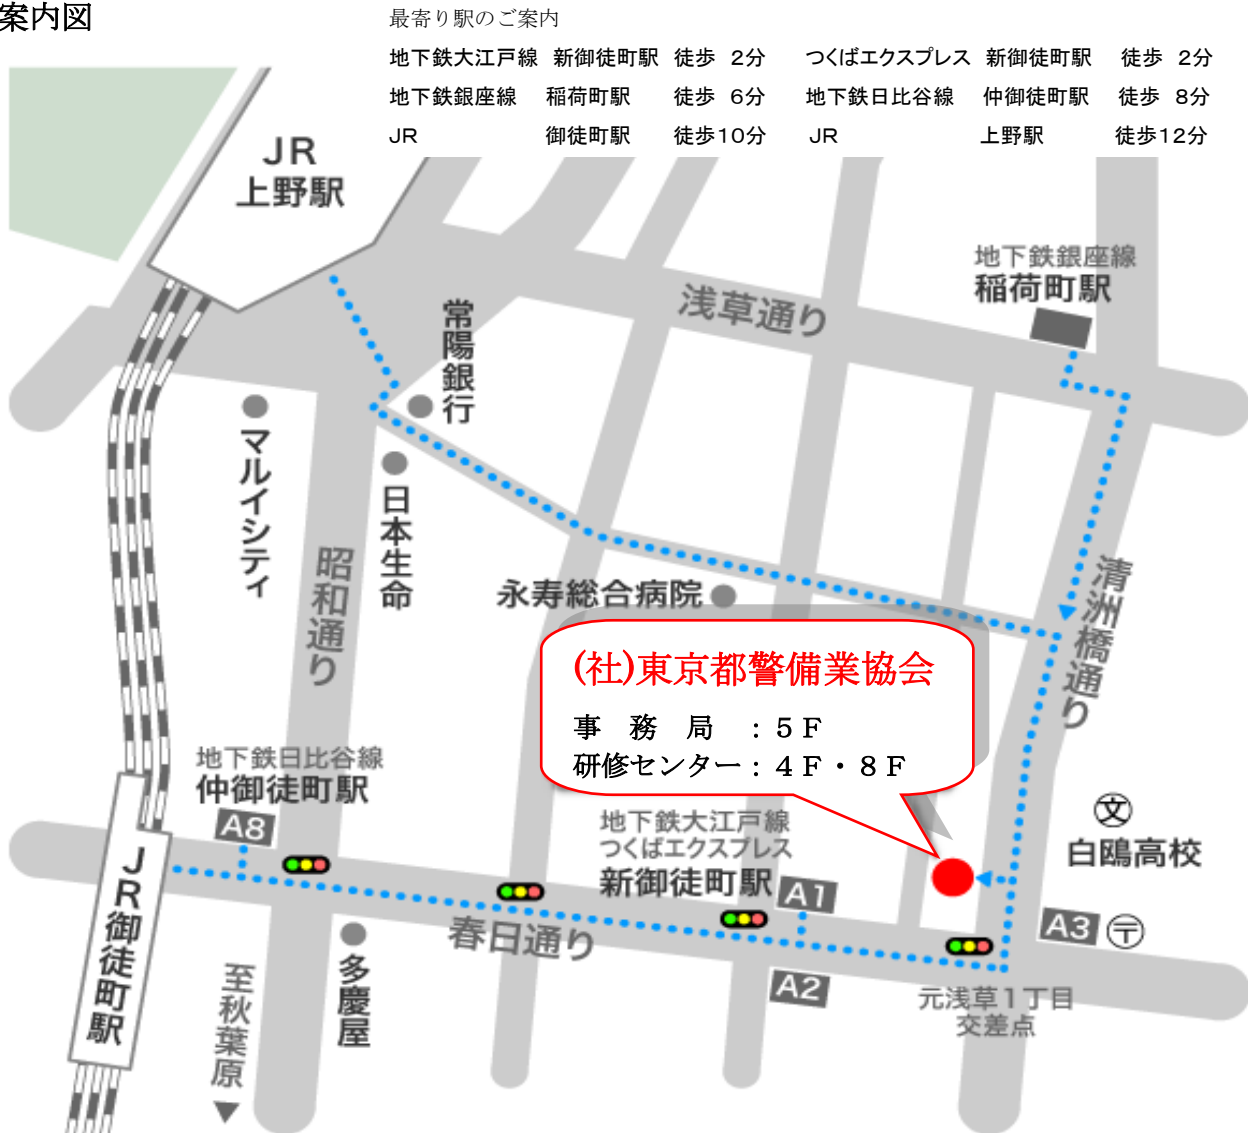 案内図
最寄り駅のご案内
地下鉄大江戸線 新御徒町駅 徒歩 2分 つくばエクスプレス 新御徒町駅 徒歩 2分
地下鉄銀座線 稲荷町駅 徒歩 6分 地下鉄日比谷線 仲御徒町駅 徒歩 8分
JR 御徒町駅 徒歩10分 JR 上野駅 徒歩12分
JR
上野駅
地下鉄銀座線
稲荷町駅
浅草通り
常陽銀行
マルイシティ
日本生命
昭和通り
永寿総合病院
清洲橋通り
(社)東京都警備業協会
事 務 局 : 5F
研修センター: 4F・8F
地下鉄日比谷線
仲御徒町駅
A8
地下鉄大江戸線
つくばエクスプレス
新御徒町駅
A1
文
白鴎高校
JR御徒町駅
春日通り
A3
〒
A2
多慶屋
至秋葉原
元浅草1丁目
交差点